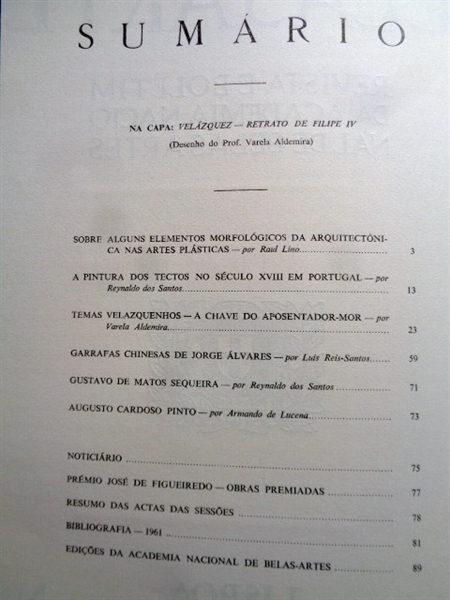 SUMÁRIO
NA CAPA: VELÁZQUEZ — RETRATO DE FILIPE IV
(Desenho do Prof. Varela Aldemira)
SOBRE ALGUNS ELEMENTOS MORFOLÓGICOS DA ARQUITECTÓNI-
CA NAS ARTES PLÁSTICAS — por Raul Lino........ 3
A PINTURA DOS TECTOS NO SÉCULO XVIII EM PORTUGAL — por
Reynaldo dos Santos........ 13
TEMAS VELAZQUENHOS — A CHAVE DO APOSENTADOR-MOR — por
Varela Aldemira........ 23
GARRAFAS CHINESAS DE JORGE ÁLVARES — por Luís Reis-Santos...... 59
GUSTAVO DE MATOS SEQUEIRA — por Reynaldo dos Santos........ 71
AUGUSTO CARDOSO PINTO — por Armando de Lucena........ 73
NOTICIÁRIO........ 75
PRÉMIO JOSÉ DE FIGUEIREDO — OBRAS PREMIADAS........ 77
RESUMO DAS ACTAS DAS SESSÕES........ 78
BIBLIOGRAFIA — 1961........ 81
EDIÇÕES DA ACADEMIA NACIONAL DE BELAS-ARTES........ 89